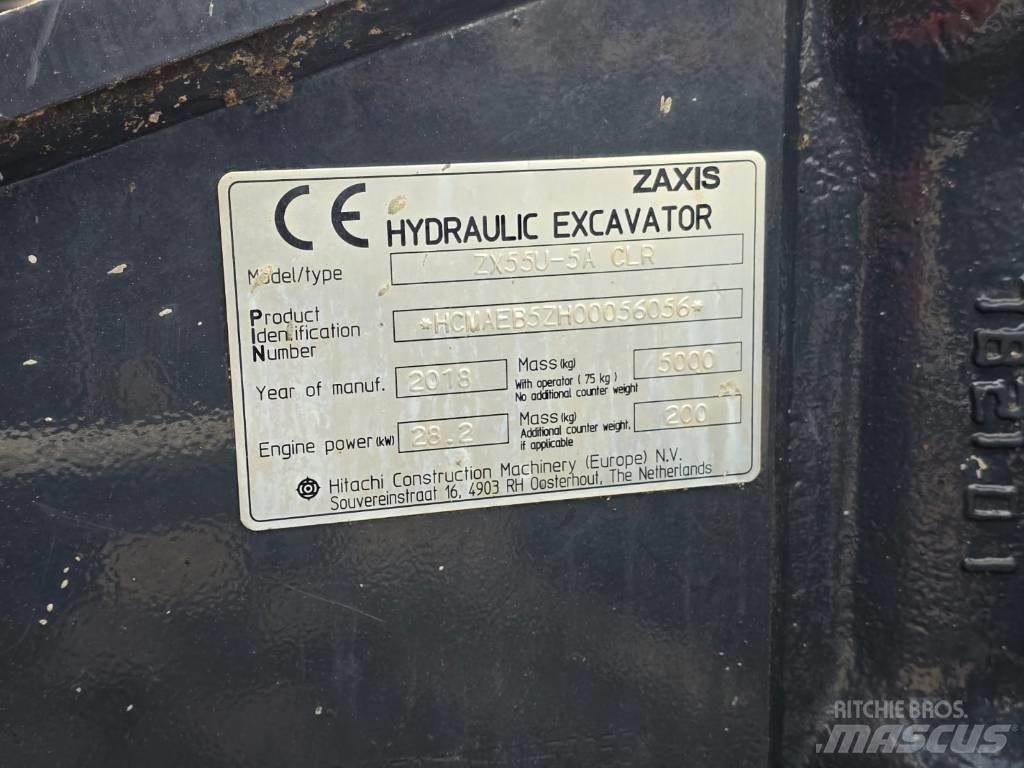 CE ZAXIS
HYDRAULIC EXCAVATOR
Model/type ZX55U-5A CLR
Product
Identification
Number
*HCMAEB5ZH00056056*
Year of manuf. 2018
Mass (kg) 5000
With operator ( 75 kg )
No additional counter weight
Engine power (kW) 28.2
Mass (kg) 200
Additional counter weight,
if applicable
Hitachi Construction Machinery (Europe) N.V.
Souvereinstraat 16, 4903 RH Oosterhout, The Netherlands
RITCHIE BROS.
MASCUS